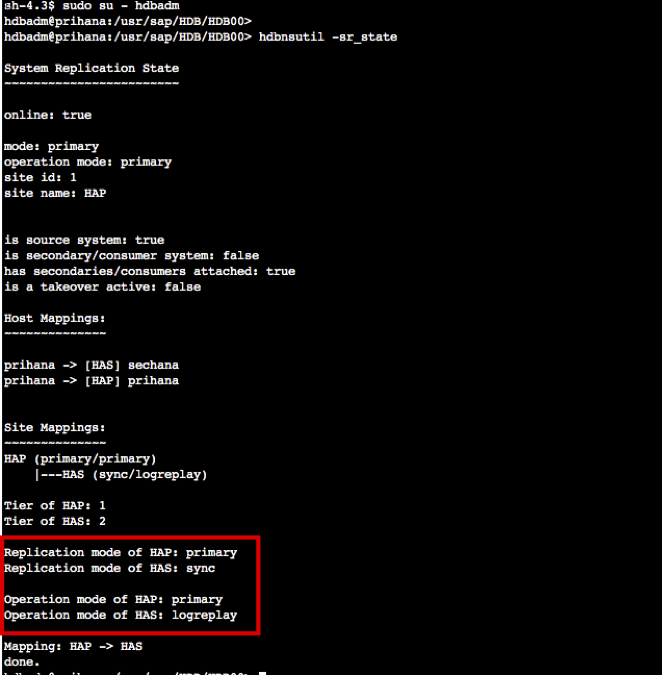 sh-4.3$ sudo su - hdbadm
hdbadm@prihana:/usr/sap/HDB/HDB00>
hdbadm@prihana:/usr/sap/HDB/HDB00> hdbnsutil -sr_state
System Replication State
~~~~~~~~~~~~~~~~~~~~~~~~
online: true
mode: primary
operation mode: primary
site id: 1
site name: HAP
is source system: true
is secondary/consumer system: false
has secondaries/consumers attached: true
is a takeover active: false
Host Mappings:
~~~~~~~~~~~~~~
prihana -> [HAS] sechana
prihana -> [HAP] prihana
Site Mappings:
~~~~~~~~~~~~~~
HAP (primary/primary)
|---HAS (sync/logreplay)
Tier of HAP: 1
Tier of HAS: 2
Replication mode of HAP: primary
Replication mode of HAS: sync
Operation mode of HAP: primary
Operation mode of HAS: logreplay
Mapping: HAP -> HAS
done.